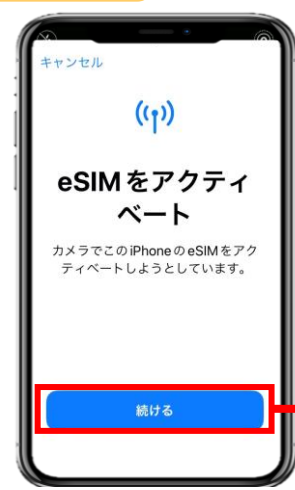 キャンセル
eSIMをアクティ
ベート
カメラでこのiPhoneのeSIMをアク
ティベートしようとしています。
続ける